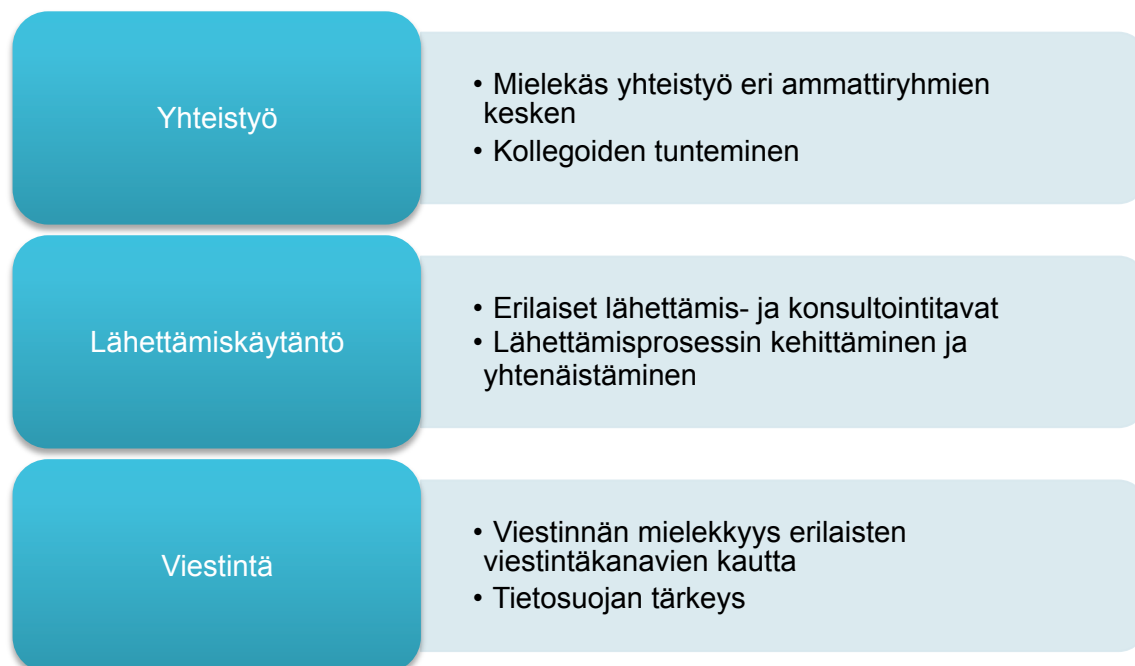 Yhteistyö
• Mielekäs yhteistyö eri ammattiryhmien
kesken
• Kollegoiden tunteminen
Lähettämiskäytäntö
• Erilaiset lähettämis- ja konsultointitavat
• Lähettämisprosessin kehittäminen ja
yhtenäistäminen
Viestintä
• Viestinnän mielekkyys erilaisten
viestintäkanavien kautta
• Tietosuojan tärkeys